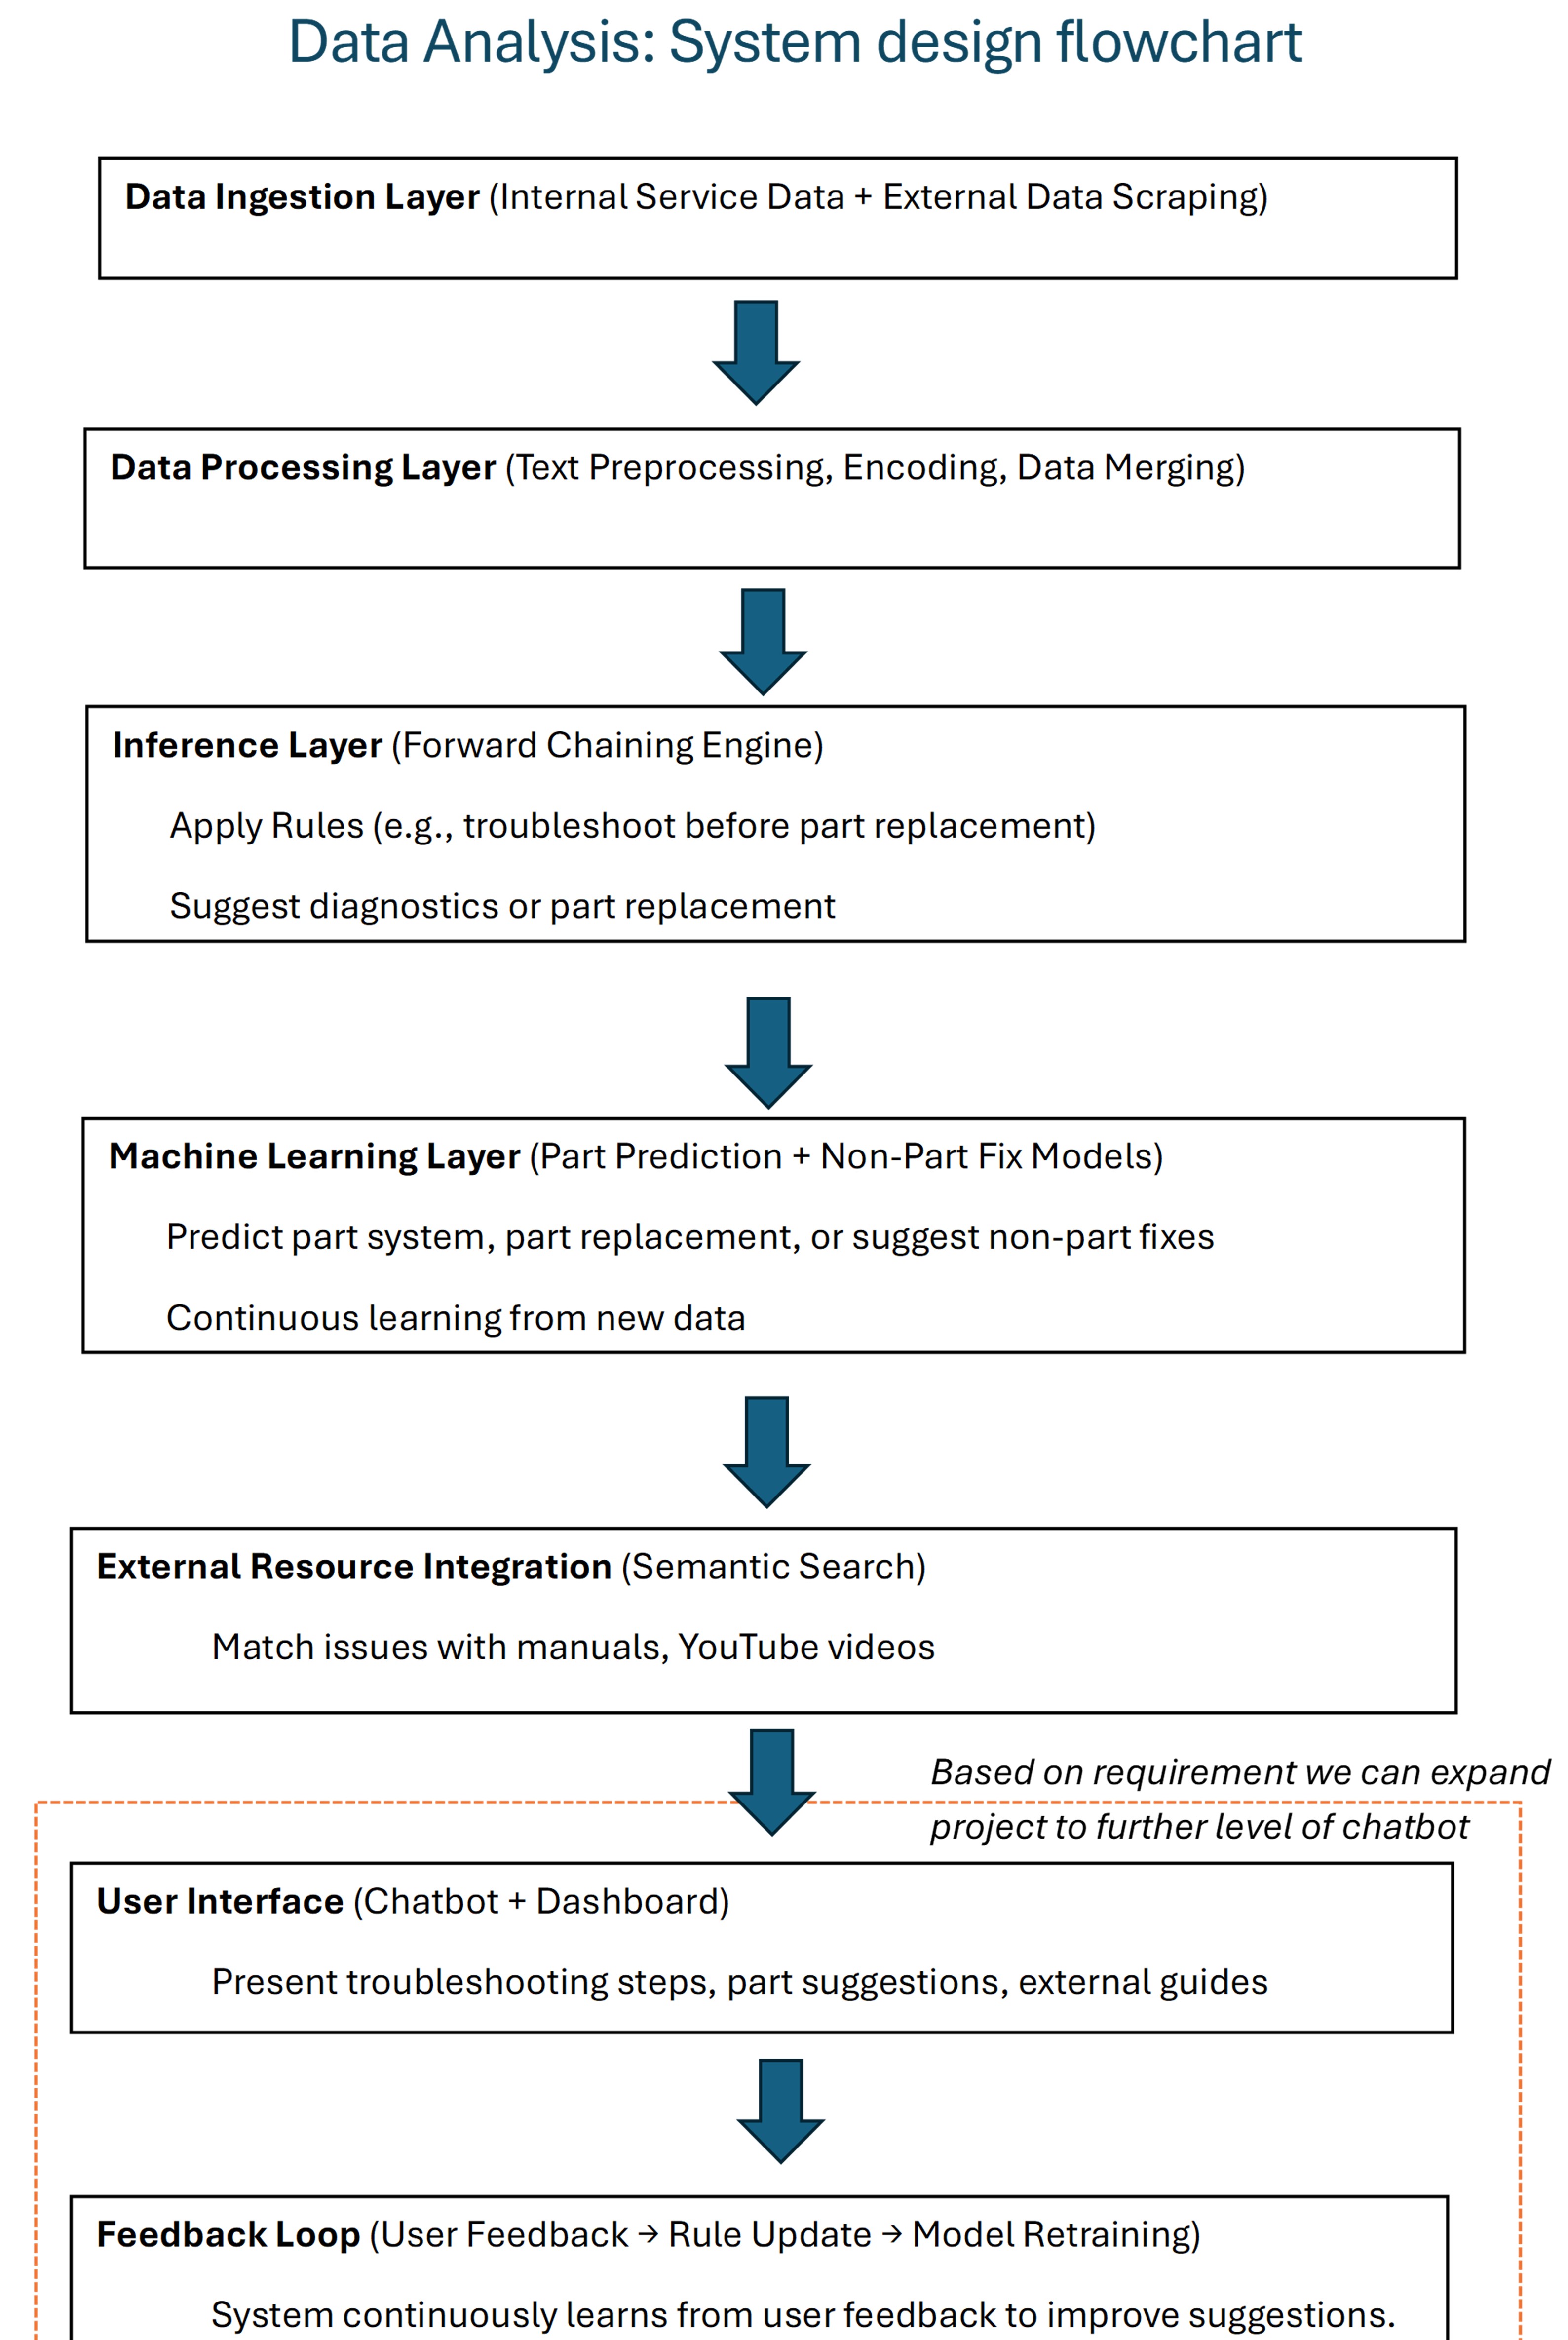 Data Analysis: System design flowchart
Data Ingestion Layer (Internal Service Data + External Data Scraping)
Data Processing Layer (Text Preprocessing, Encoding, Data Merging)
Inference Layer (Forward Chaining Engine)
Apply Rules (e.g., troubleshoot before part replacement)
Suggest diagnostics or part replacement
Machine Learning Layer (Part Prediction + Non-Part Fix Models)
Predict part system, part replacement, or suggest non-part fixes
Continuous learning from new data
External Resource Integration (Semantic Search)
Match issues with manuals, YouTube videos
Based on requirement we can expand
project to further level of chatbot
User Interface (Chatbot + Dashboard)
Present troubleshooting steps, part suggestions, external guides
Feedback Loop (User Feedback → Rule Update → Model Retraining)
System continuously learns from user feedback to improve suggestions.